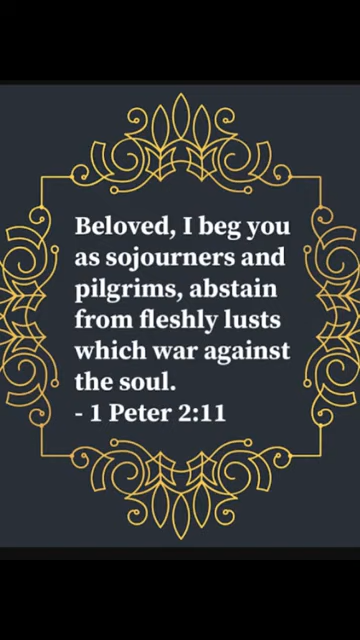 Beloved, I beg you
as sojourners and
pilgrims, abstain
from fleshly lusts
which war against
the soul.
- 1 Peter 2:11